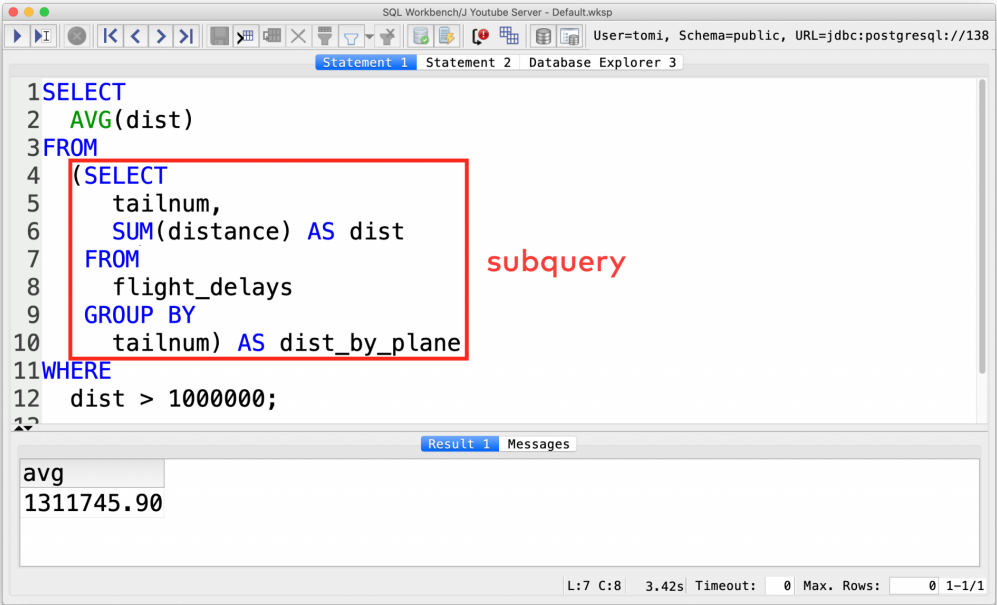 SQL Workbench/J Youtube Server - Default.wksp
User=tomi, Schema=public, URL=jdbc:postgresql://138
Statement 1 Statement 2 Database Explorer 3
1 SELECT
2 AVG(dist)
3 FROM
4 (SELECT
5 tailnum,
6 SUM(distance) AS dist
7 FROM
8 flight_delays
9 GROUP BY
10 tailnum) AS dist_by_plane
11 WHERE
12 dist > 1000000;
subquery
Result 1 Messages
avg
1311745.90
L:7 C:8 3.42s Timeout: 0 Max. Rows: 0 1-1/1